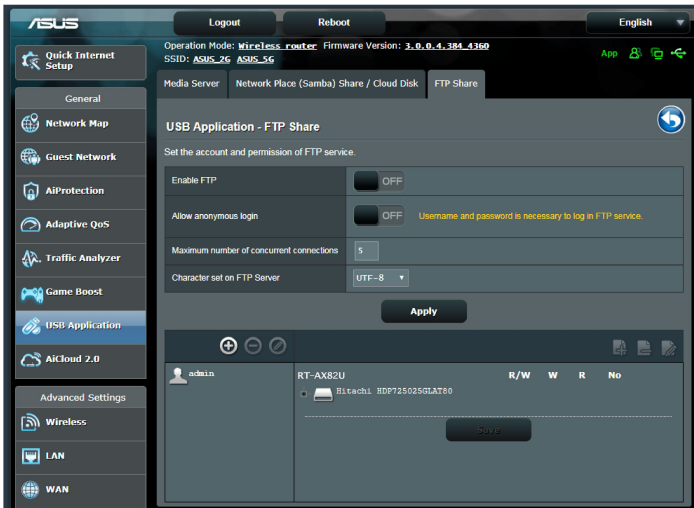 ASUS
Logout
Reboot
English
Quick Internet
Setup
Operation Mode: Wireless router Firmware Version: 3.0.0.4.384_4360
SSID: ASUS_2G ASUS_5G
App
Media Server
Network Place (Samba) Share / Cloud Disk
FTP Share
General
Network Map
Guest Network
AiProtection
Adaptive QoS
Traffic Analyzer
Game Boost
USB Application
AiCloud 2.0
Advanced Settings
Wireless
LAN
WAN
USB Application - FTP Share
Set the account and permission of FTP service.
Enable FTP
OFF
Allow anonymous login
OFF
Username and password is necessary to log in FTP service.
Maximum number of concurrent connections
5
Character set on FTP Server
UTF-8
Apply
admin
RT-AX82U
R/W W R No
Hitachi HDP725025GLAT80
Save